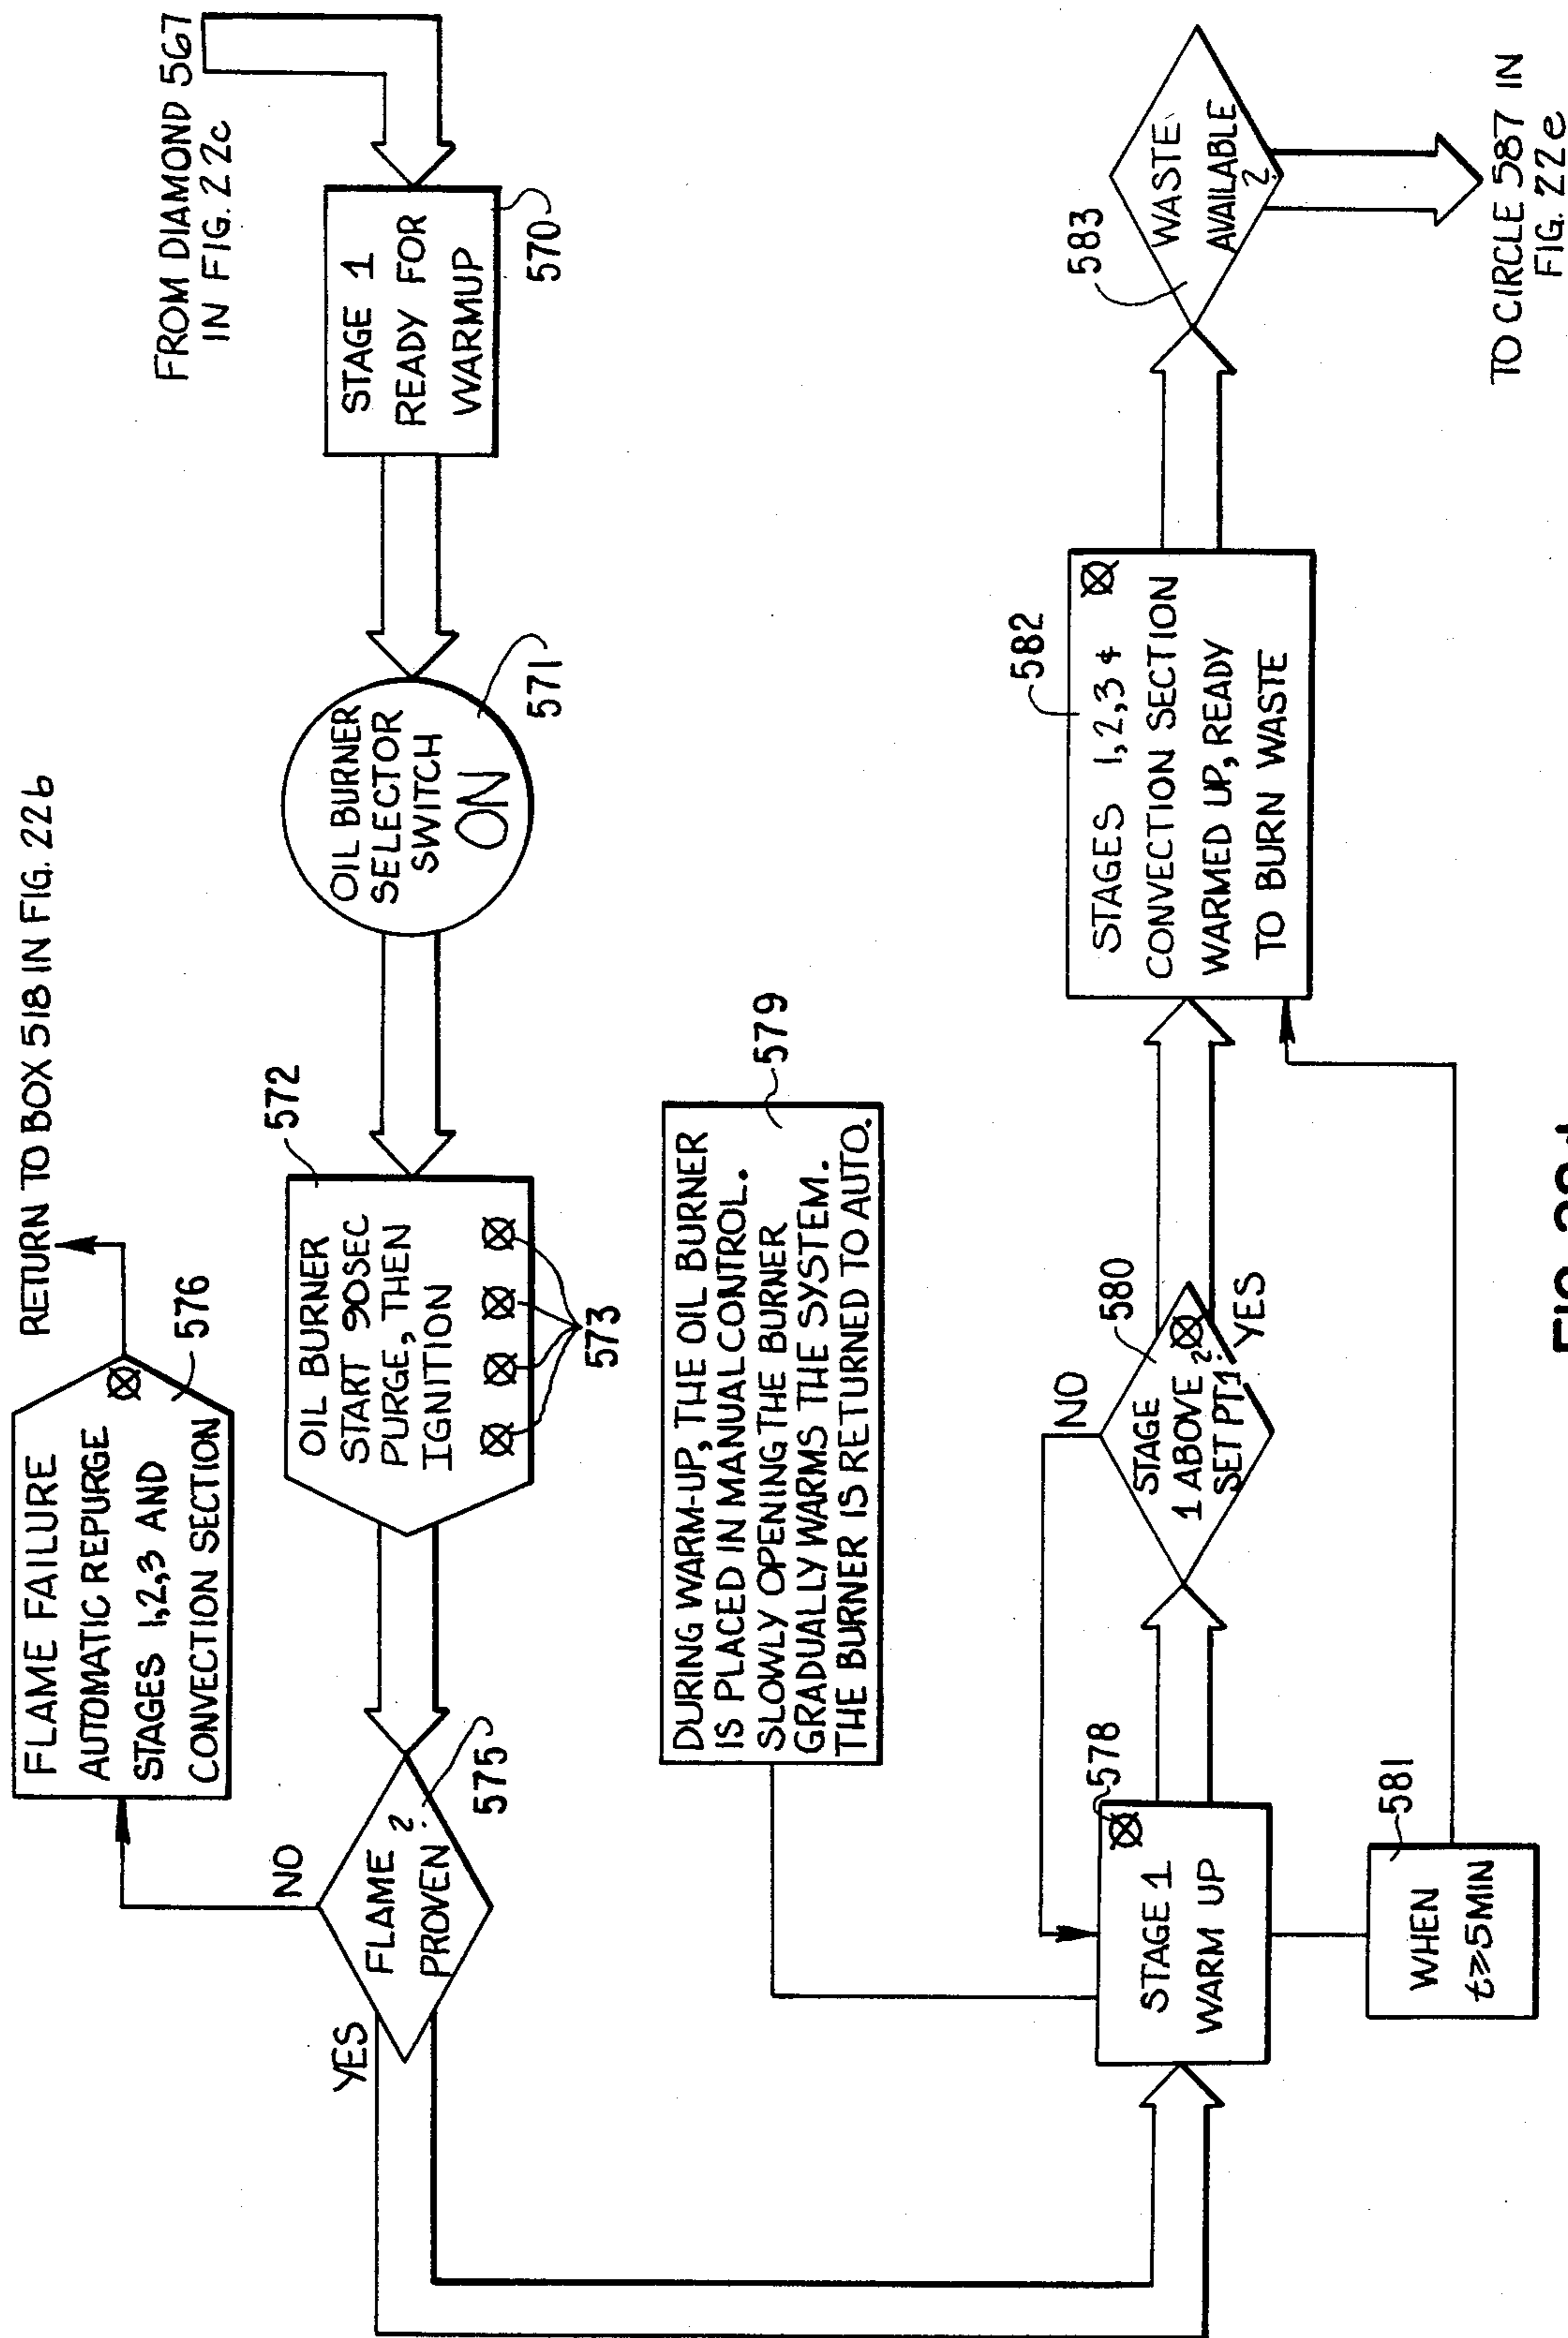 RETURN TO BOX 518 IN FIG. 22b
FLAME FAILURE
AUTOMATIC REPURGE
STAGES 1,2,3 AND
CONVECTION SECTION
576
FROM DIAMOND 567
IN FIG. 22c
STAGE 1
READY FOR
WARMUP
570
OIL BURNER
SELECTOR
SWITCH
ON
571
572
OIL BURNER
START 90SEC
PURGE, THEN
IGNITION
573
NO
FLAME
PROVEN ?
575
YES
DURING WARM-UP, THE OIL BURNER
IS PLACED IN MANUAL CONTROL.
SLOWLY OPENING THE BURNER
GRADUALLY WARMS THE SYSTEM.
THE BURNER IS RETURNED TO AUTO.
579
STAGE 1
WARM UP
578
WHEN
t≥5MIN
581
NO
580
STAGE
1 ABOVE ?
SET PT1
YES
582
STAGES 1,2,3 &
CONVECTION SECTION
WARMED UP, READY
TO BURN WASTE
583
WASTE
AVAILABLE
?
TO CIRCLE 587 IN
FIG. 22e